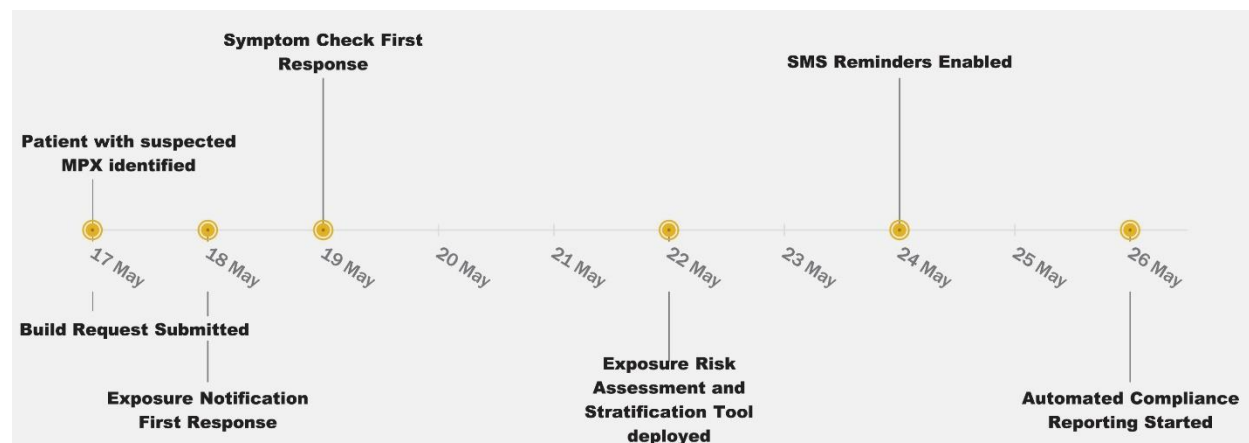 Symptom Check First
Response
SMS Reminders Enabled
Patient with suspected
MPX identified
17 May
18 May
19 May
20 May
21 May
22 May
23 May
24 May
25 May
26 May
Build Request Submitted
Exposure Notification
First Response
Exposure Risk
Assessment and
Stratification Tool
deployed
Automated Compliance
Reporting Started